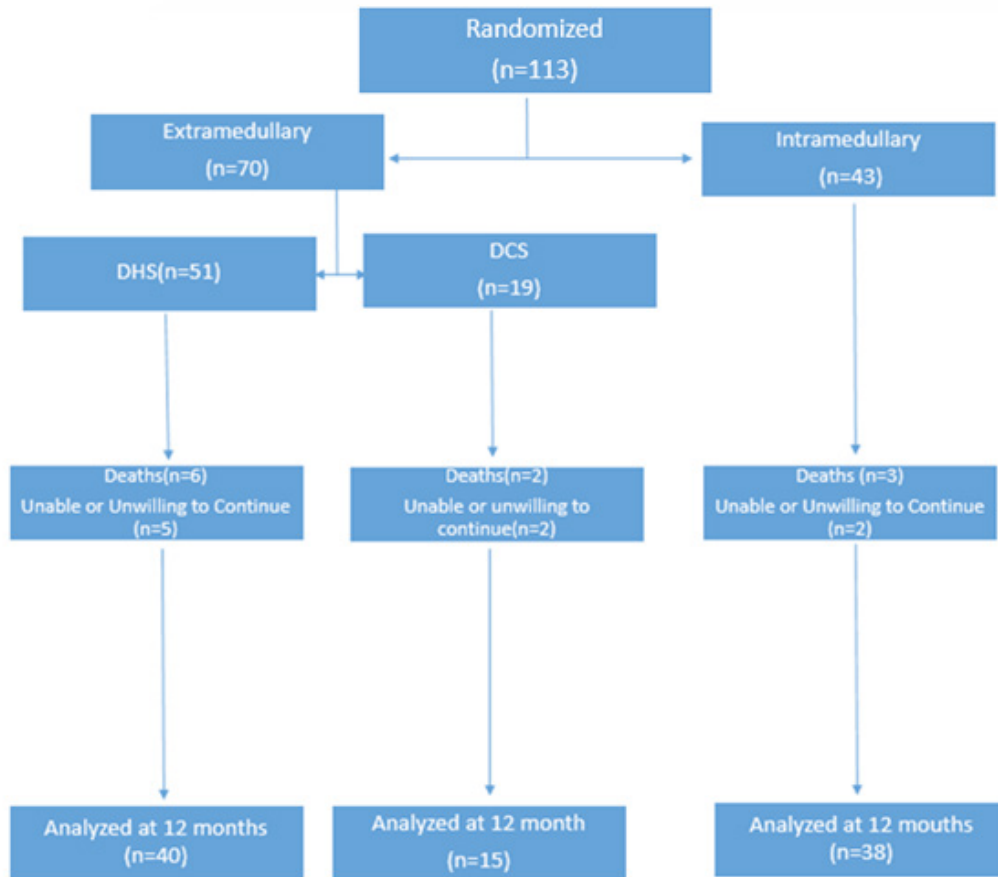 Randomized
(n=113)
Extramedullary
(n=70)
Intramedullary
(n=43)
DHS(n=51)
DCS
(n=19)
Deaths(n=6)
Unable or Unwilling to Continue
(n=5)
Deaths(n=2)
Unable or unwilling to
continue(n=2)
Deaths (n=3)
Unable or Unwilling to Continue
(n=2)
Analyzed at 12 months
(n=40)
Analyzed at 12 month
(n=15)
Analyzed at 12 mouths
(n=38)